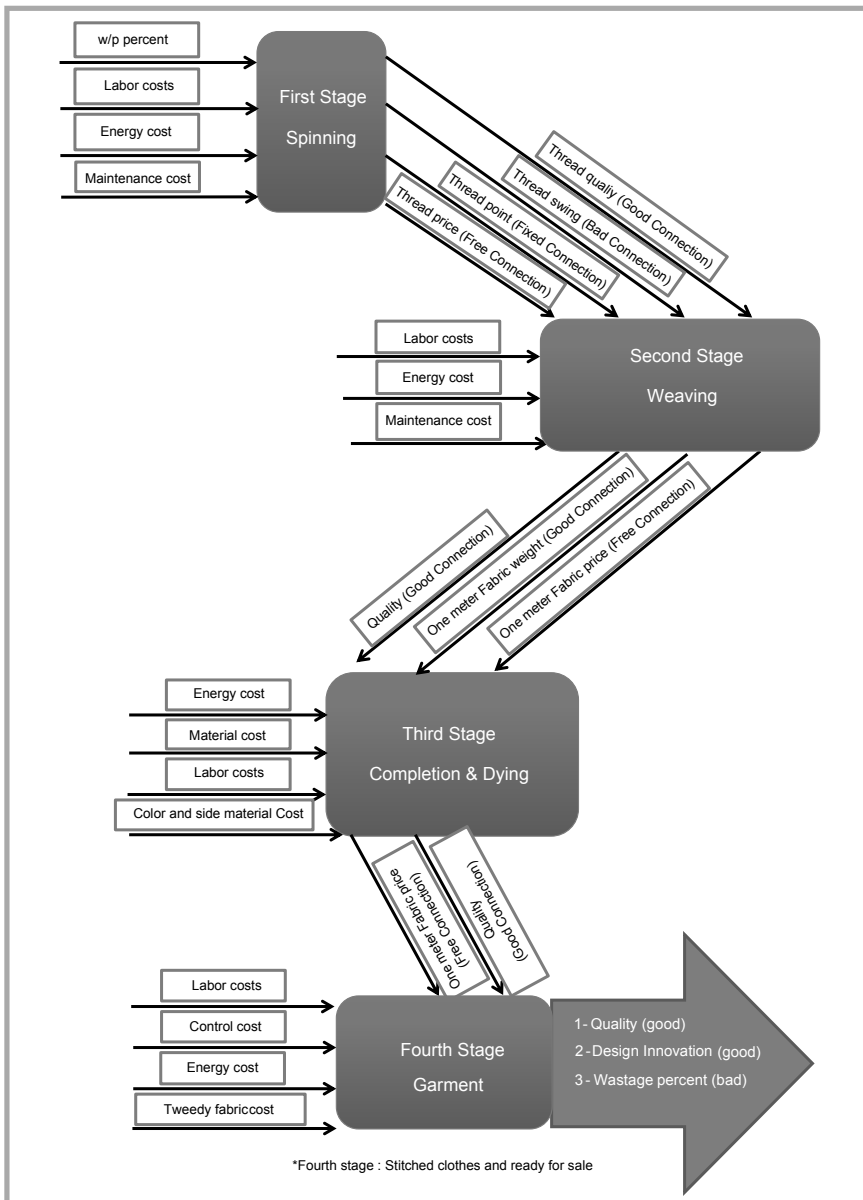 w/p percent
Labor costs
Energy cost
Maintenance cost
First Stage
Spinning
Thread qualiy (Good Connection)
Thread swing (Bad Connection)
Thread point (Fixed Connection)
Thread price (Free Connection)
Labor costs
Energy cost
Maintenance cost
Second Stage
Weaving
Quality (Good Connection)
One meter Fabric weight (Good Connection)
One meter Fabric price (Free Connection)
Energy cost
Material cost
Labor costs
Color and side material Cost
Third Stage
Completion & Dying
One meter Fabric price
(Free Connection)
Quality
(Good Connection)
Labor costs
Control cost
Energy cost
Tweedy fabriccost
Fourth Stage
Garment
1- Quality (good)
2- Design Innovation (good)
3 - Wastage percent (bad)
*Fourth stage : Stitched clothes and ready for sale